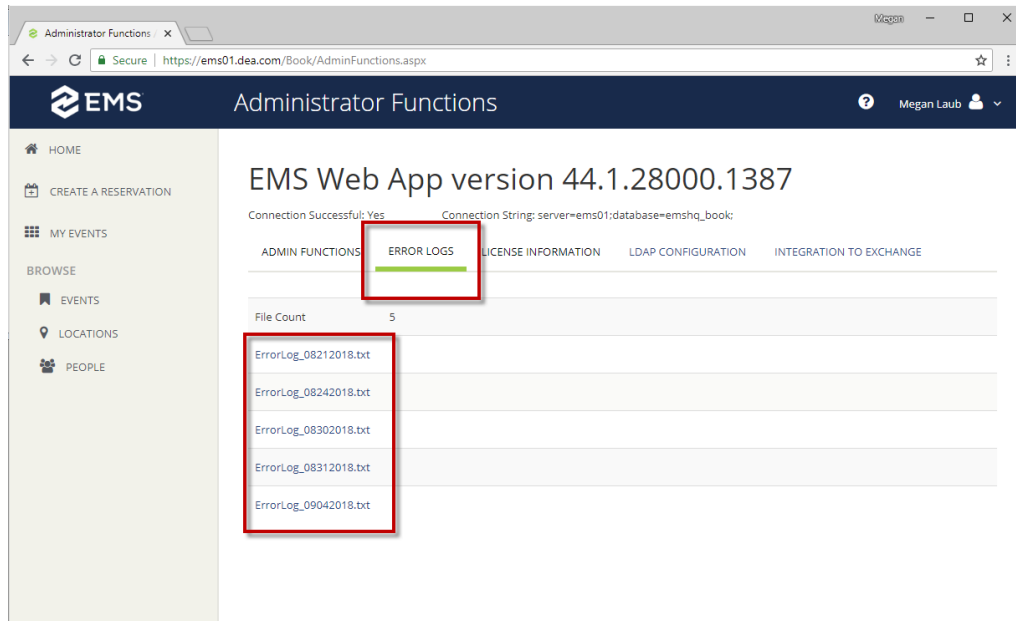 Megan
Administrator Functions /
Secure | https://ems01.dea.com/Book/AdminFunctions.aspx
EMS Administrator Functions ? Megan Laub
HOME
CREATE A RESERVATION
MY EVENTS
BROWSE
EVENTS
LOCATIONS
PEOPLE
EMS Web App version 44.1.28000.1387
Connection Successful: Yes Connection String: server=ems01;database=emshq_book;
ADMIN FUNCTIONS ERROR LOGS LICENSE INFORMATION LDAP CONFIGURATION INTEGRATION TO EXCHANGE
File Count 5
ErrorLog_08212018.txt
ErrorLog_08242018.txt
ErrorLog_08302018.txt
ErrorLog_08312018.txt
ErrorLog_09042018.txt